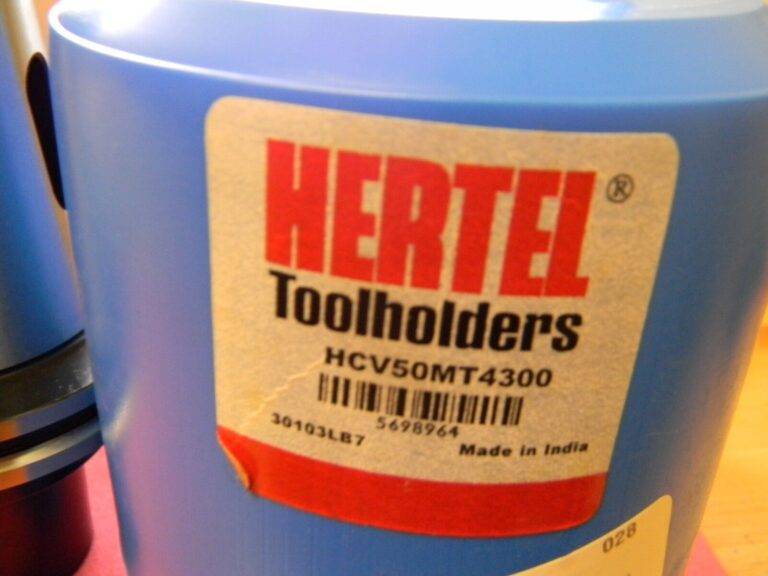 HERTEL®
Toolholders
HCV50MT4300
5698964
30103LB7 Made in India
028